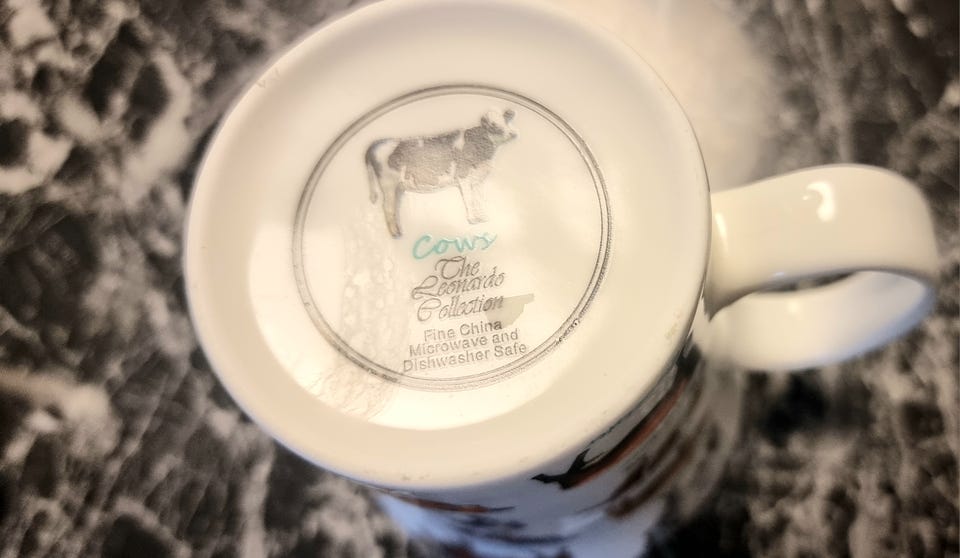 Cows
The
Leonardo
Collection
Fine China
Microwave and
Dishwasher Safe